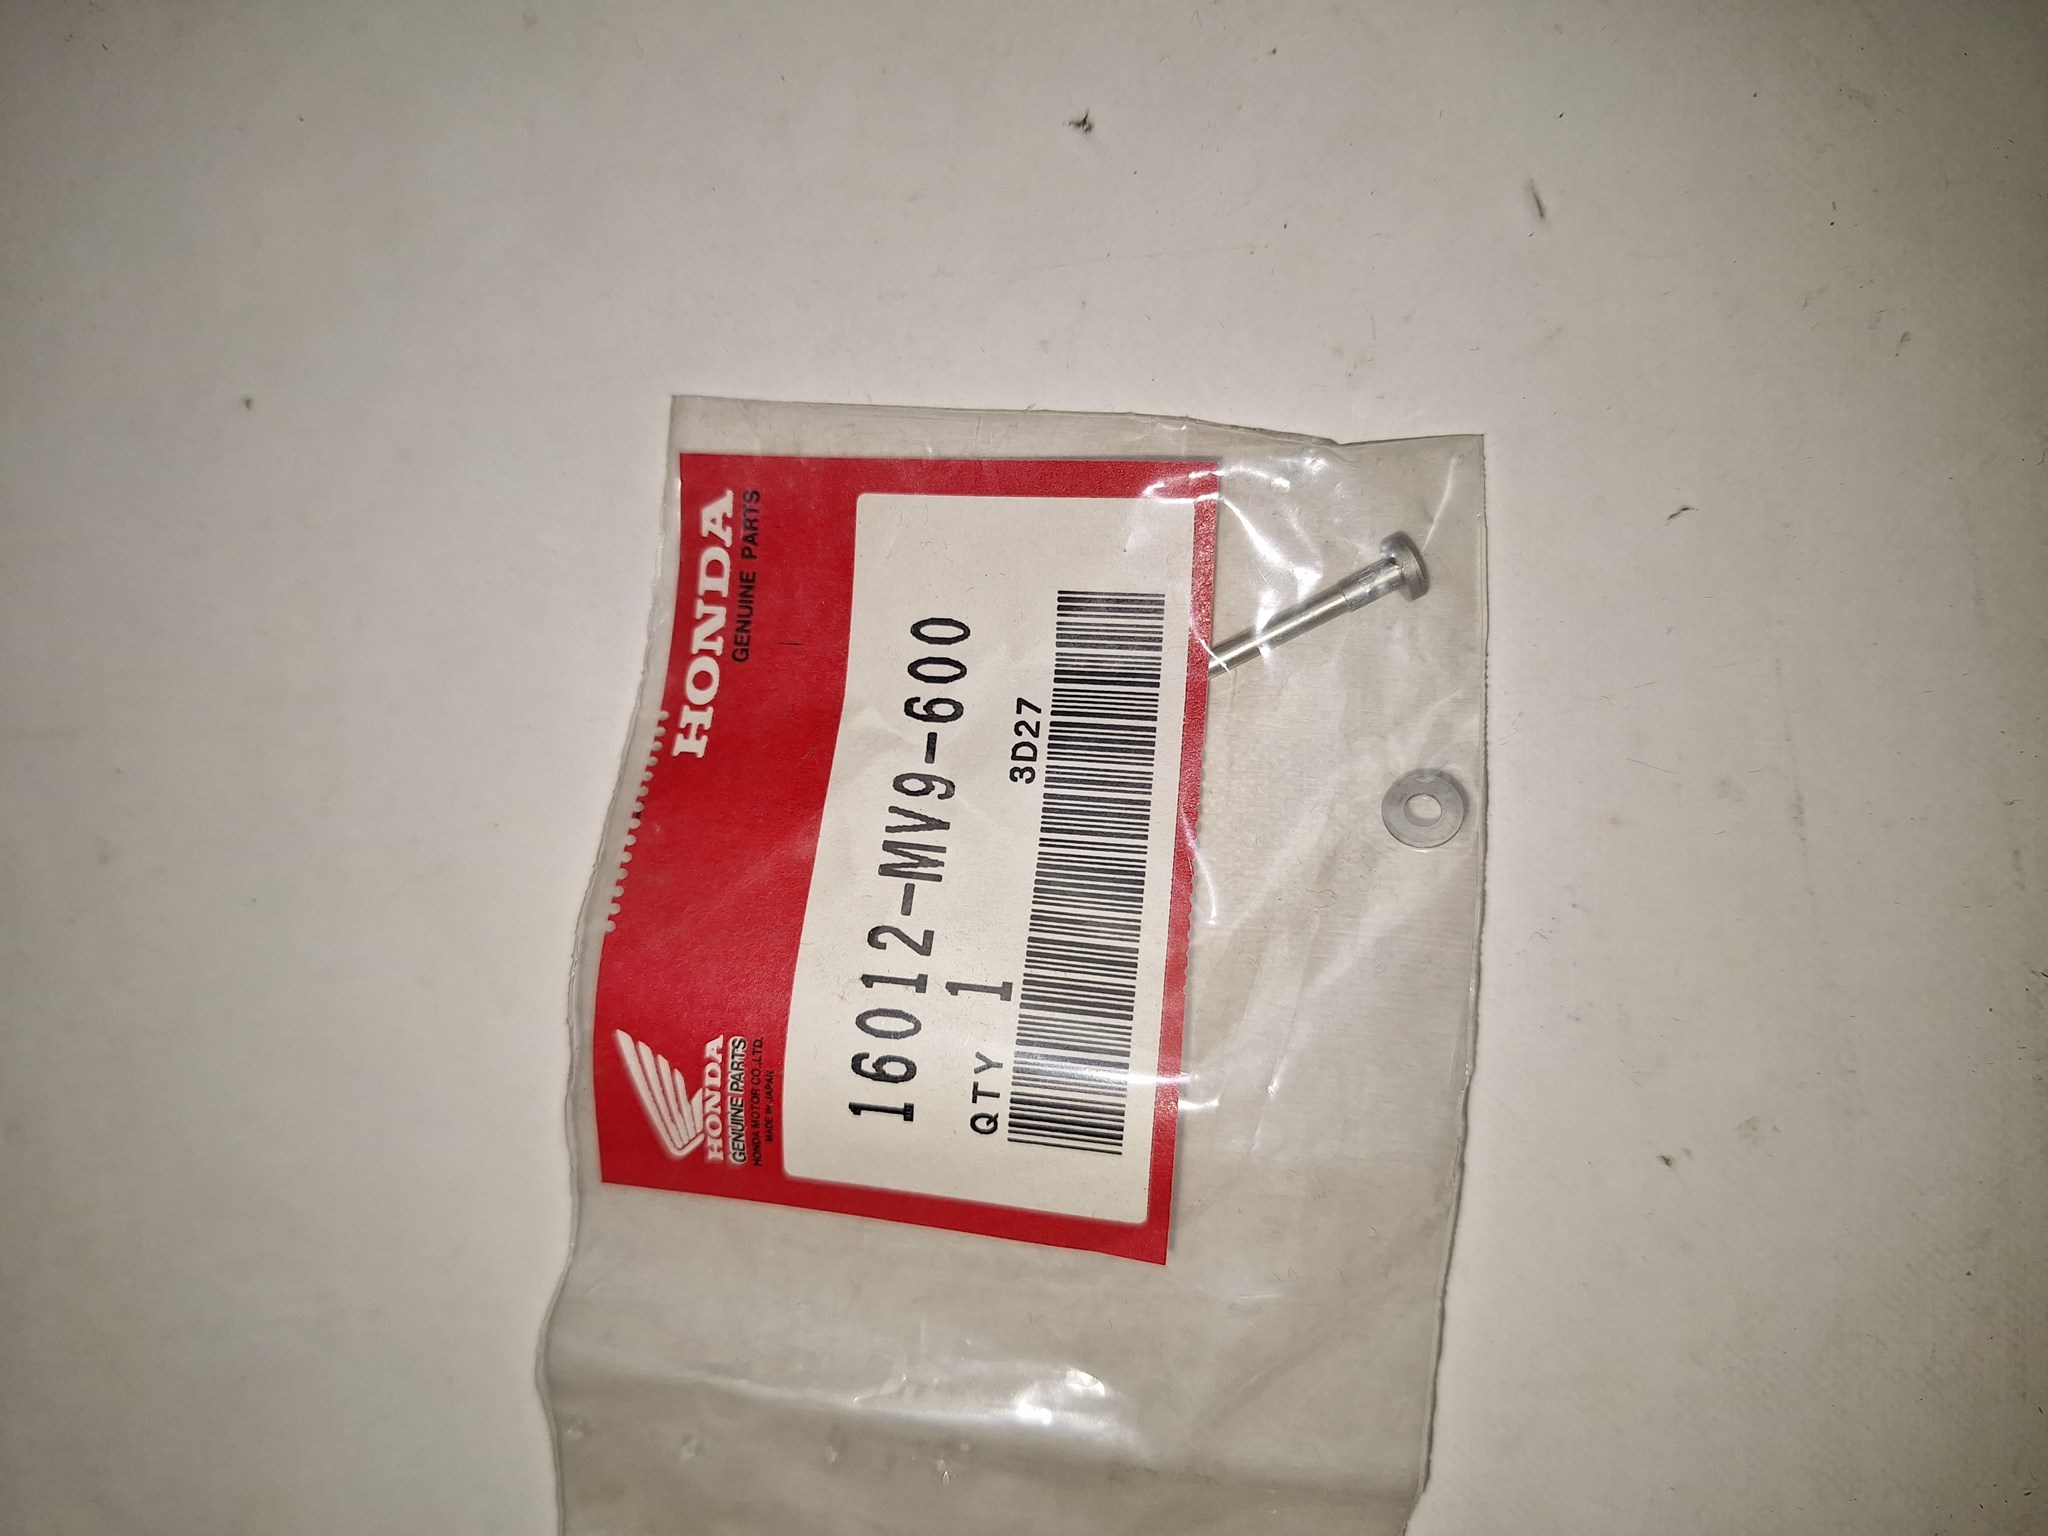 HONDA
GENUINE PARTS
HONDA
GENUINE PARTS
HONDA MOTOR CO.,LTD.
MADE IN JAPAN
16012-MV9-600
QTY 1
3D27